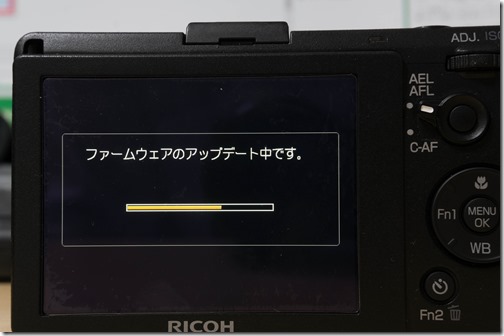 ADJ.
ISO
AEL
AFL
C-AF
ファームウェアのアップデート中です。
Fn1
MENU
OK
WB
Fn2
RICOH